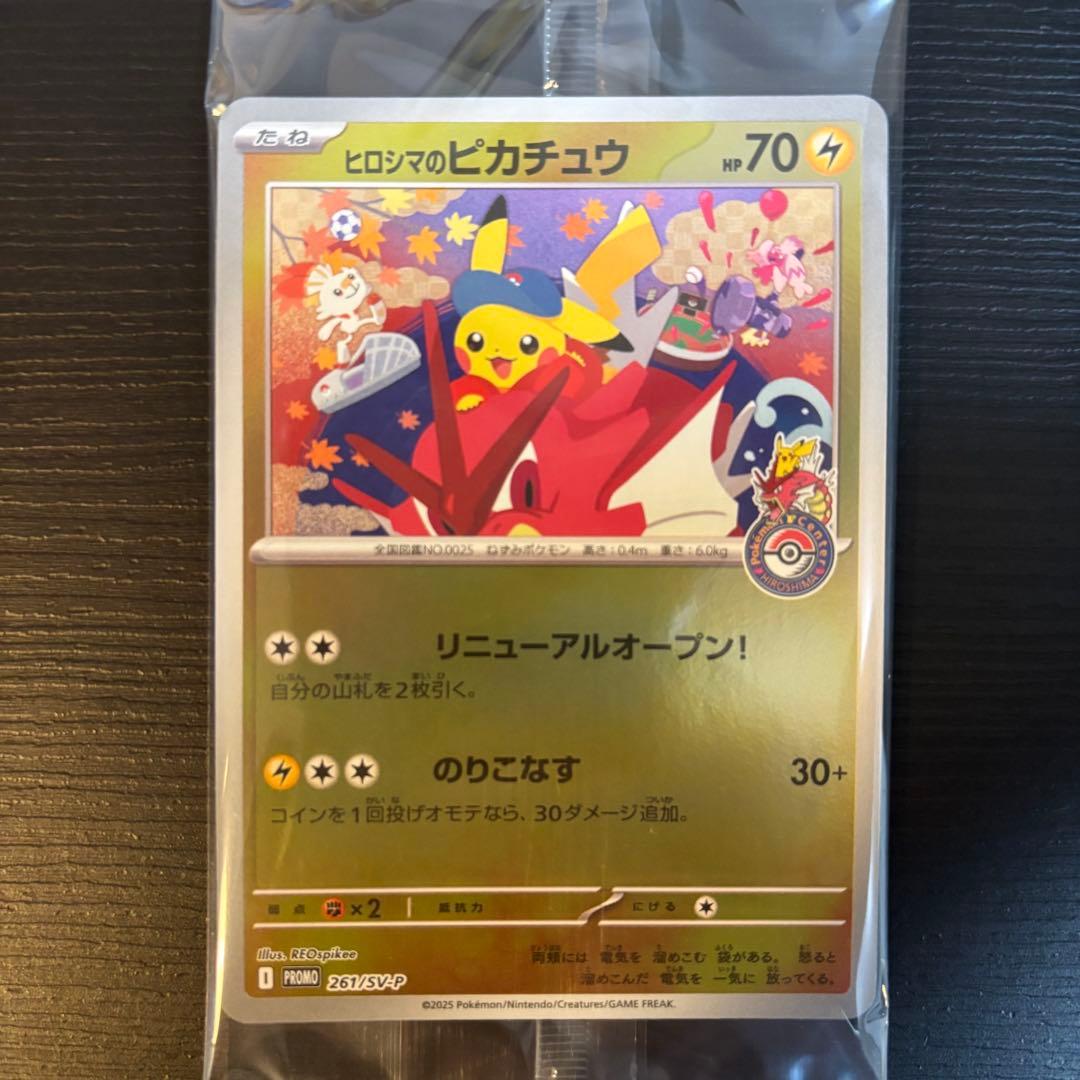 たね
ヒロシマのピカチュウ
HP 70
Pokémon Center
HIROSHIMA
全国図鑑NO.0025 ねずみポケモン 高さ:0.4m 重さ:6.0kg
リニューアルオープン!
自分の山札を2枚引く。
のりこなす 30+
コインを1回投げオモテなら、30ダメージ追加。
弱点 ×2 抵抗力 にげる
Illus. REOspikee
両頬には 電気を 溜めこむ 袋がある。 怒ると
I PROMO 261/SV-P
溜めこんだ 電気を 一気に 放ってくる。
©2025 Pokémon/Nintendo/Creatures/GAME FREAK.